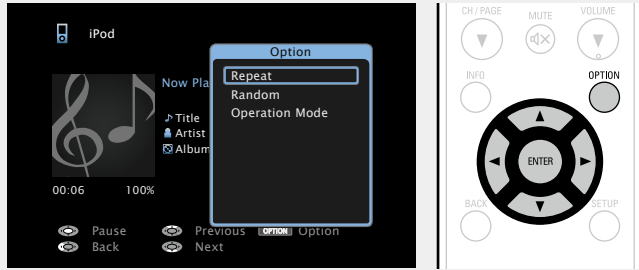 iPod
Option
Now Pla
Repeat
Random
Operation Mode
Title
Artist
Album
00:06 100%
Pause Previous OPTION Option
Back Next
CH / PAGE MUTE VOLUME
INFO OPTION
ENTER
BACK SETUP